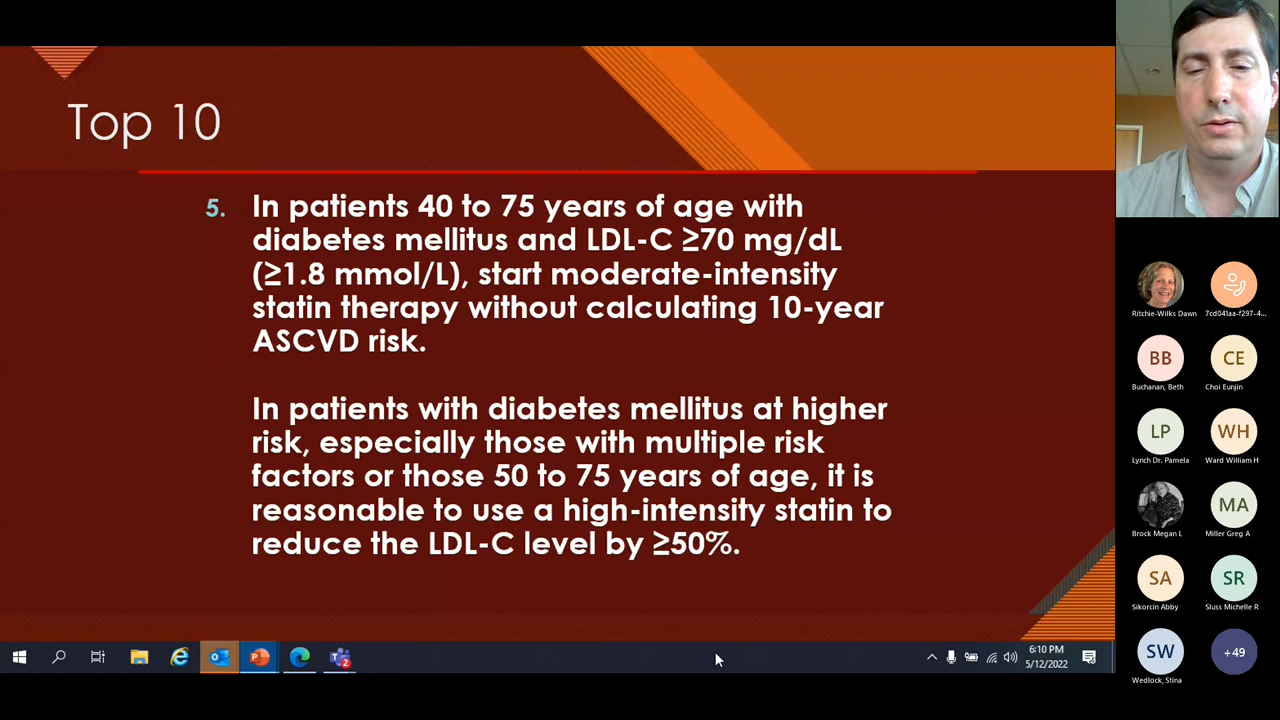 Top 10
5. In patients 40 to 75 years of age with
diabetes mellitus and LDL-C ≥70 mg/dL
(≥1.8 mmol/L), start moderate-intensity
statin therapy without calculating 10-year
ASCVD risk.
In patients with diabetes mellitus at higher
risk, especially those with multiple risk
factors or those 50 to 75 years of age, it is
reasonable to use a high-intensity statin to
reduce the LDL-C level by ≥50%.
Ritchie-Wilks Dawn
7cd041aa-f297-4...
BB
CE
Buchanan, Beth
Choi Eunjin
LP
WH
Lynch Dr. Pamela
Ward William H
MA
Brock Megan L
Miller Greg A
SA
SR
Sikorcin Abby
Sluss Michelle R
SW
+49
Wedlock, Stina
6:10 PM
5/12/2022